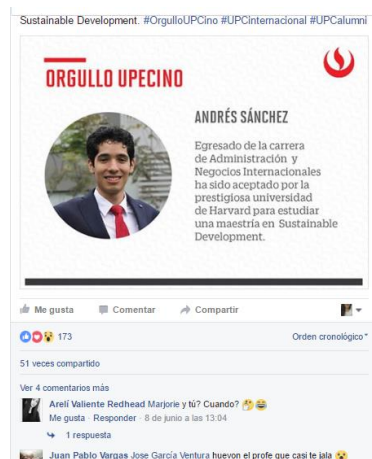 Sustainable Development. #OrgulloUPCino #UPCinternacional #UPCalumni
ORGULLO UPECINO
ANDRÉS SÁNCHEZ
Egresado de la carrera
de Administración y
Negocios Internacionales
ha sido aceptado por la
prestigiosa universidad
de Harvard para estudiar
una maestría en Sustainable
Development.
Me gusta Comentar Compartir
173 Orden cronológico
51 veces compartido
Ver 4 comentarios más
Arelí Valiente Redhead Marjorie y tú? Cuando? 🤔😂
Me gusta · Responder · 8 de junio a las 13:04
1 respuesta
Juan Pablo Vargas Jose García Ventura huevon el profe que casi te jala 😮